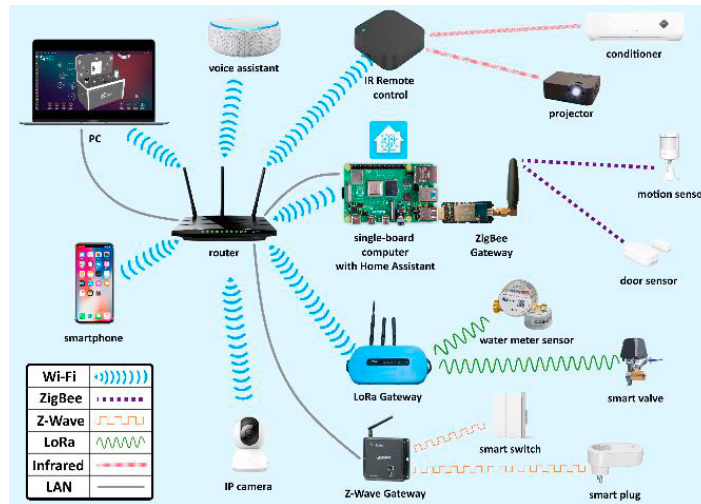 voice assistant
IR Remote
control
conditioner
projector
PC
motion sensor
router
single-board
computer
with Home Assistant
ZigBee
Gateway
door sensor
smartphone
water meter sensor
LoRa Gateway
smart valve
Wi-Fi
ZigBee
Z-Wave
LoRa
Infrared
LAN
IP camera
Z-Wave Gateway
smart switch
smart plug